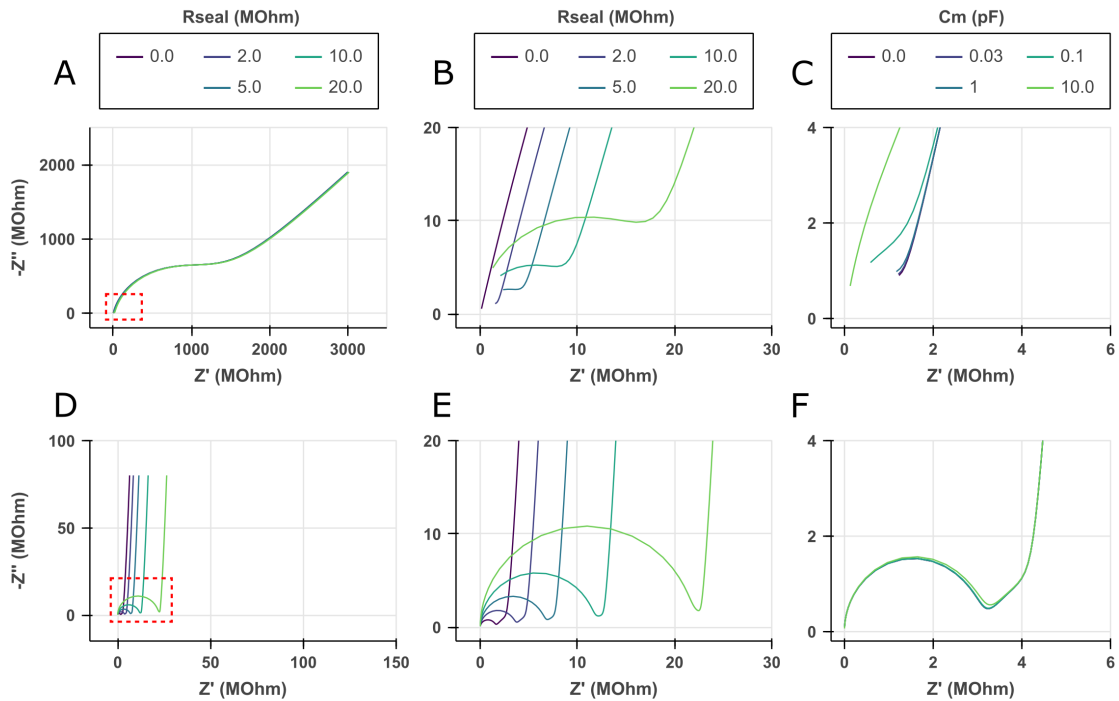 Rseal (MOhm)
0.0 2.0 10.0
5.0 20.0
A
2000
1000
0
-Z'' (MOhm)
0 1000 2000 3000
Z' (MOhm)
Rseal (MOhm)
0.0 2.0 10.0
5.0 20.0
B
20
10
0
0 10 20 30
Z' (MOhm)
Cm (pF)
0.0 0.03 0.1
1 10.0
C
4
2
0
0 2 4 6
Z' (MOhm)
D
100
50
0
-Z'' (MOhm)
0 50 100 150
Z' (MOhm)
E
20
10
0
0 10 20 30
Z' (MOhm)
F
4
2
0
0 2 4 6
Z' (MOhm)